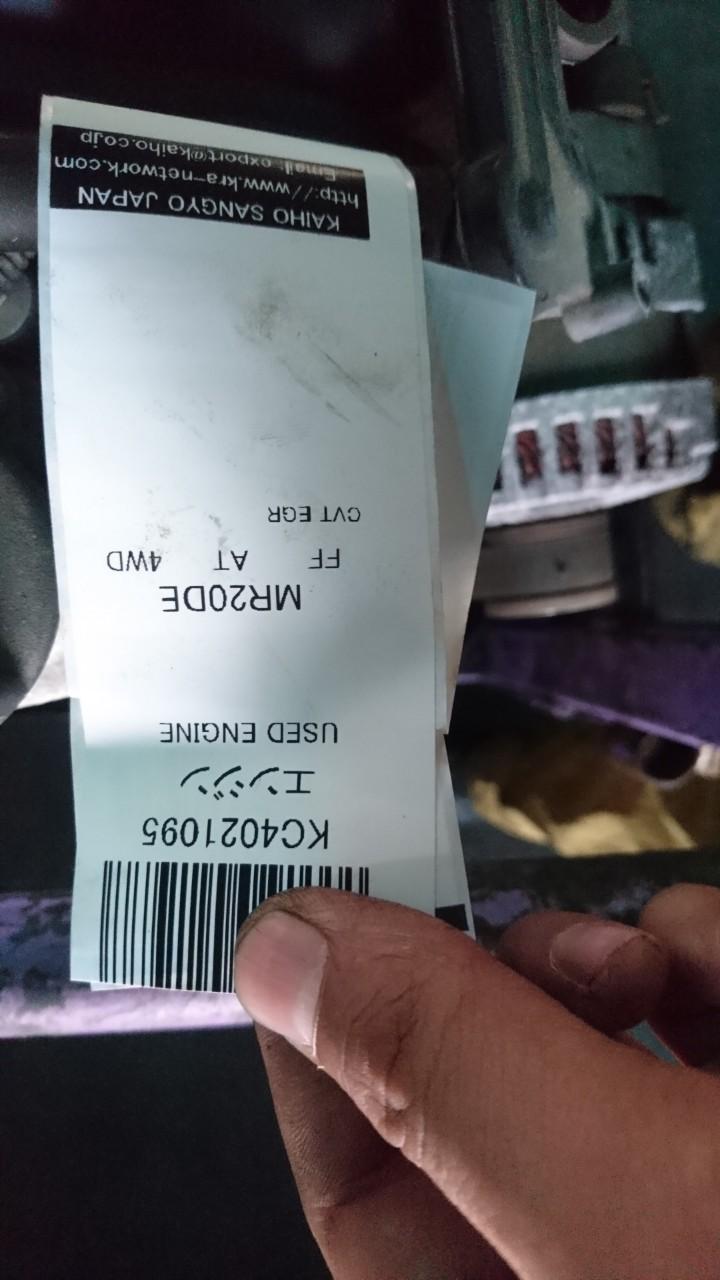 KC4021095
エンジン
USED ENGINE
MR20DE
FF AT 4WD
CVT EGR
KAIHO SANGYO JAPAN
http://www.kra-network.com
Email: export@kaiho.co.jp